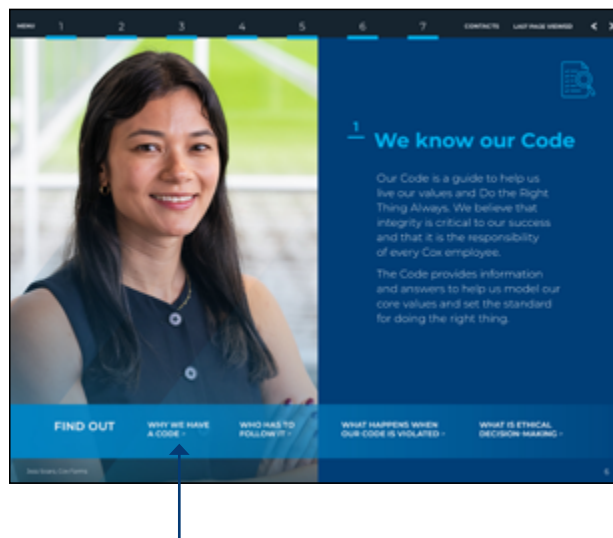 MENU 1 2 3 4 5 6 7 CONTACTS LAST PAGE VIEWED < >
1 We know our Code
Our Code is a guide to help us
live our values and Do the Right
Thing Always. We believe that
integrity is critical to our success
and that it is the responsibility
of every Cox employee.
The Code provides information
and answers to help us model our
core values and set the standard
for doing the right thing.
FIND OUT
WHY WE HAVE
A CODE >
WHO HAS TO
FOLLOW IT >
WHAT HAPPENS WHEN
OUR CODE IS VIOLATED >
WHAT IS ETHICAL
DECISION-MAKING >
Cox Farms
6